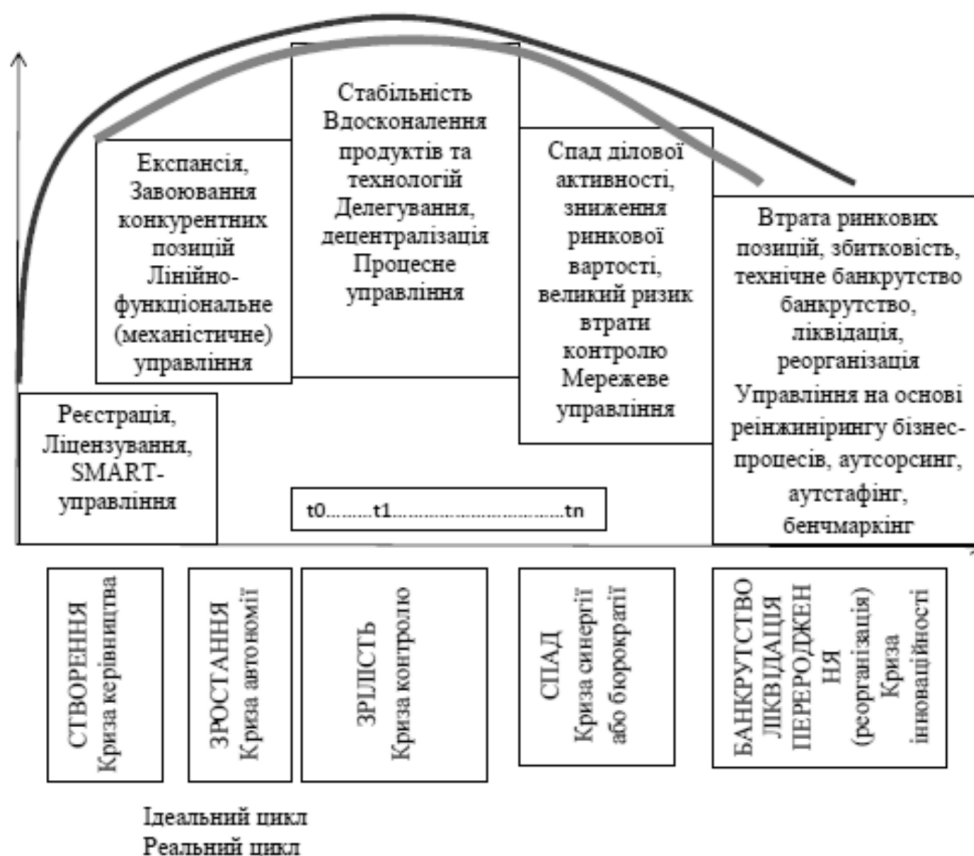 Експансія,
Завоювання
конкурентних
позицій
Лінійно-
функціональне
(механістичне)
управління
Стабільність
Вдосконалення
продуктів та
технологій
Делегування,
децентралізація
Процесне
управління
Спад ділової
активності,
зниження
ринкової
вартості,
великий ризик
втрати
контролю
Мережеве
управління
Втрата ринкових
позицій, збитковість,
технічне банкрутство
банкрутство,
ліквідація,
реорганізація
Управління на основі
реінжинірингу бізнес-
процесів, аутсорсинг,
аутстафінг,
бенчмаркінг
Реєстрація,
Ліцензування,
SMART-
управління
t0.........t1......................................tn
СТВОРЕННЯ
Криза керівництва
ЗРОСТАННЯ
Криза автономії
ЗРІЛІСТЬ
Криза контролю
СПАД
Криза синергії
або бюрократії
БАНКРУТСТВО
ЛІКВІДАЦІЯ
ПЕРЕРОДЖЕН
НЯ
(реорганізація)
Криза
інноваційності
Ідеальний цикл
Реальний цикл